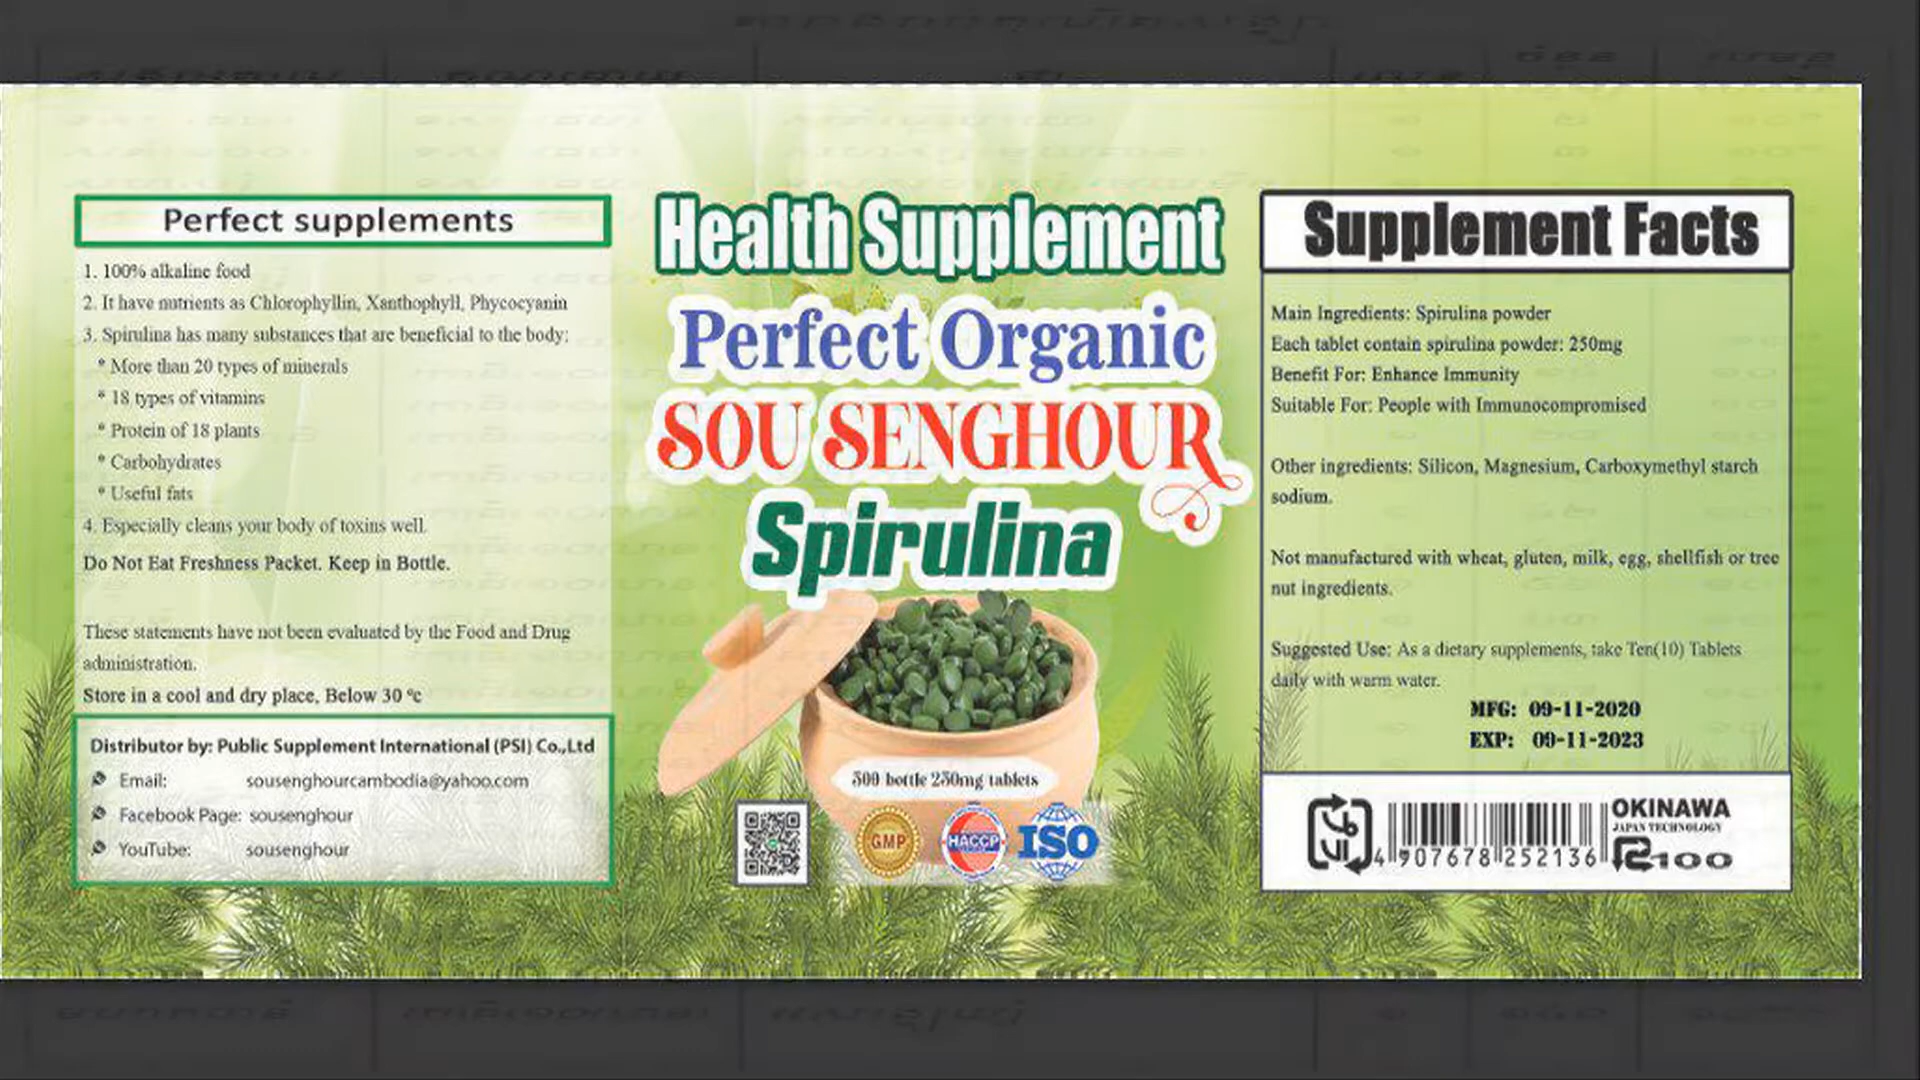 Perfect supplements
1. 100% alkaline food
2. It have nutrients as Chlorophyllin, Xanthophyll, Phycocyanin
3. Spirulina has many substances that are beneficial to the body:
* More than 20 types of minerals
* 18 types of vitamins
* Protein of 18 plants
* Carbohydrates
* Useful fats
4. Especially cleans your body of toxins well.
Do Not Eat Freshness Packet. Keep in Bottle.
These statements have not been evaluated by the Food and Drug
administration.
Store in a cool and dry place, Below 30 ℃
Distributor by: Public Supplement International (PSI) Co.,Ltd
Email: sousenghourcambodia@yahoo.com
Facebook Page: sousenghour
YouTube: sousenghour
Health Supplement
Perfect Organic
SOU SENGHOUR
Spirulina
500 bottle 250mg tablets
GMP
HACCP
ISO
Supplement Facts
Main Ingredients: Spirulina powder
Each tablet contain spirulina powder: 250mg
Benefit For: Enhance Immunity
Suitable For: People with Immunocompromised
Other ingredients: Silicon, Magnesium, Carboxymethyl starch
sodium.
Not manufactured with wheat, gluten, milk, egg, shellfish or tree
nut ingredients.
Suggested Use: As a dietary supplements, take Ten(10) Tablets
daily with warm water.
MFG: 09-11-2020
EXP: 09-11-2023
4 907678 252136
OKINAWA
JAPAN TECHNOLOGY
R100